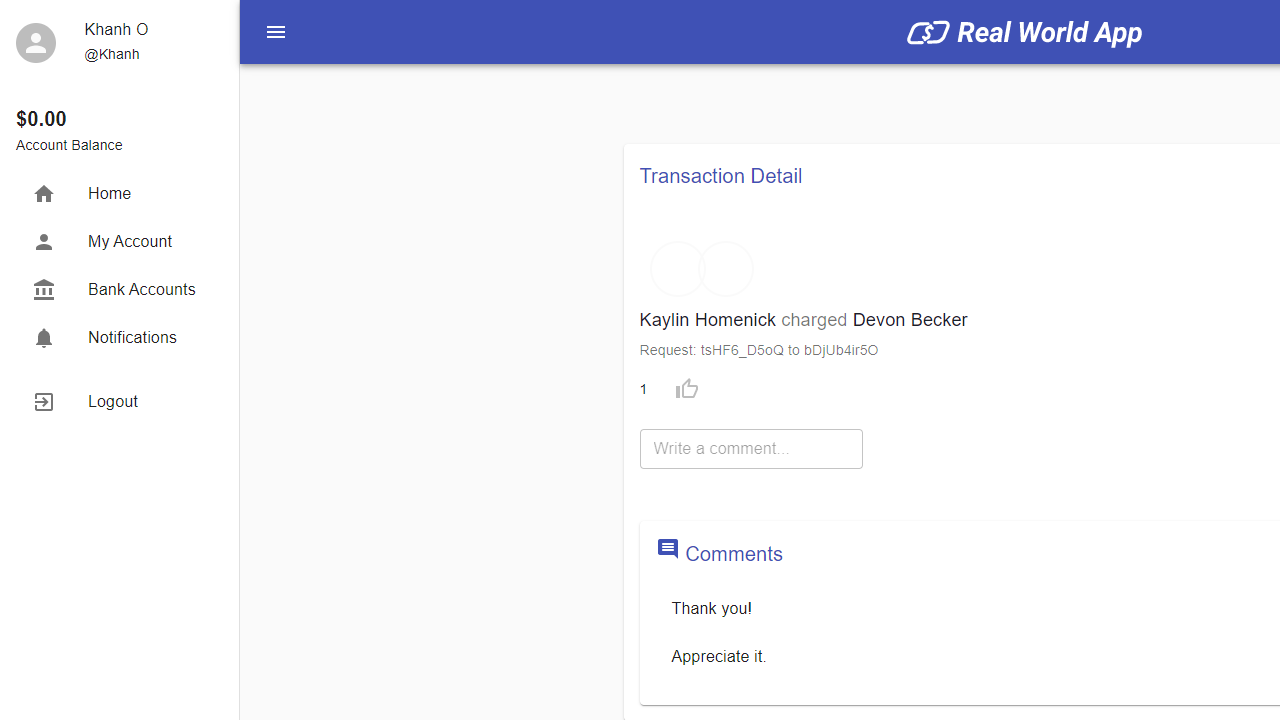 Khanh O
@Khanh
$0.00
Account Balance
Home
My Account
Bank Accounts
Notifications
Logout
Real World App
Transaction Detail
Kaylin Homenick charged Devon Becker
Request: tsHF6_D5oQ to bDjUb4ir5O
1
Write a comment...
Comments
Thank you!
Appreciate it.